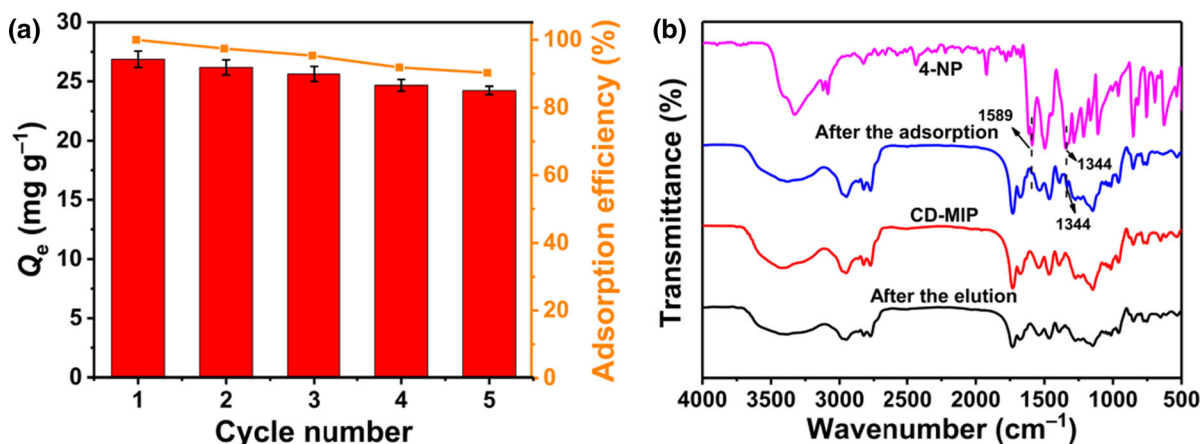 (a)
30
25
20
15
10
5
0
Qe (mg g−1)
100
80
60
40
20
0
Adsorption efficiency (%)
1 2 3 4 5
Cycle number
(b)
Transmittance (%)
4-NP
1589
After the adsorption
1344
1344
CD-MIP
After the elution
4000 3500 3000 2500 2000 1500 1000 500
Wavenumber (cm−1)